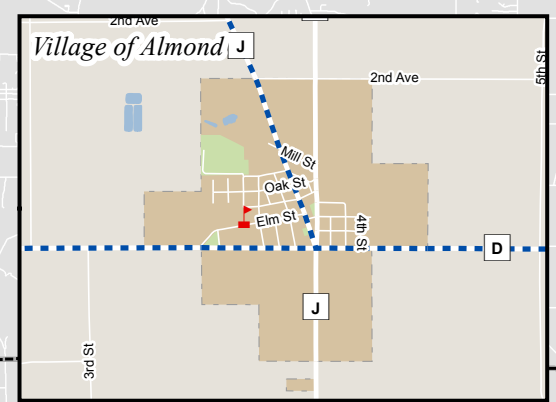 2nd Ave
Village of Almond
J
2nd Ave
5th St
Mill St
Oak St
Elm St
4th St
D
J
3rd St